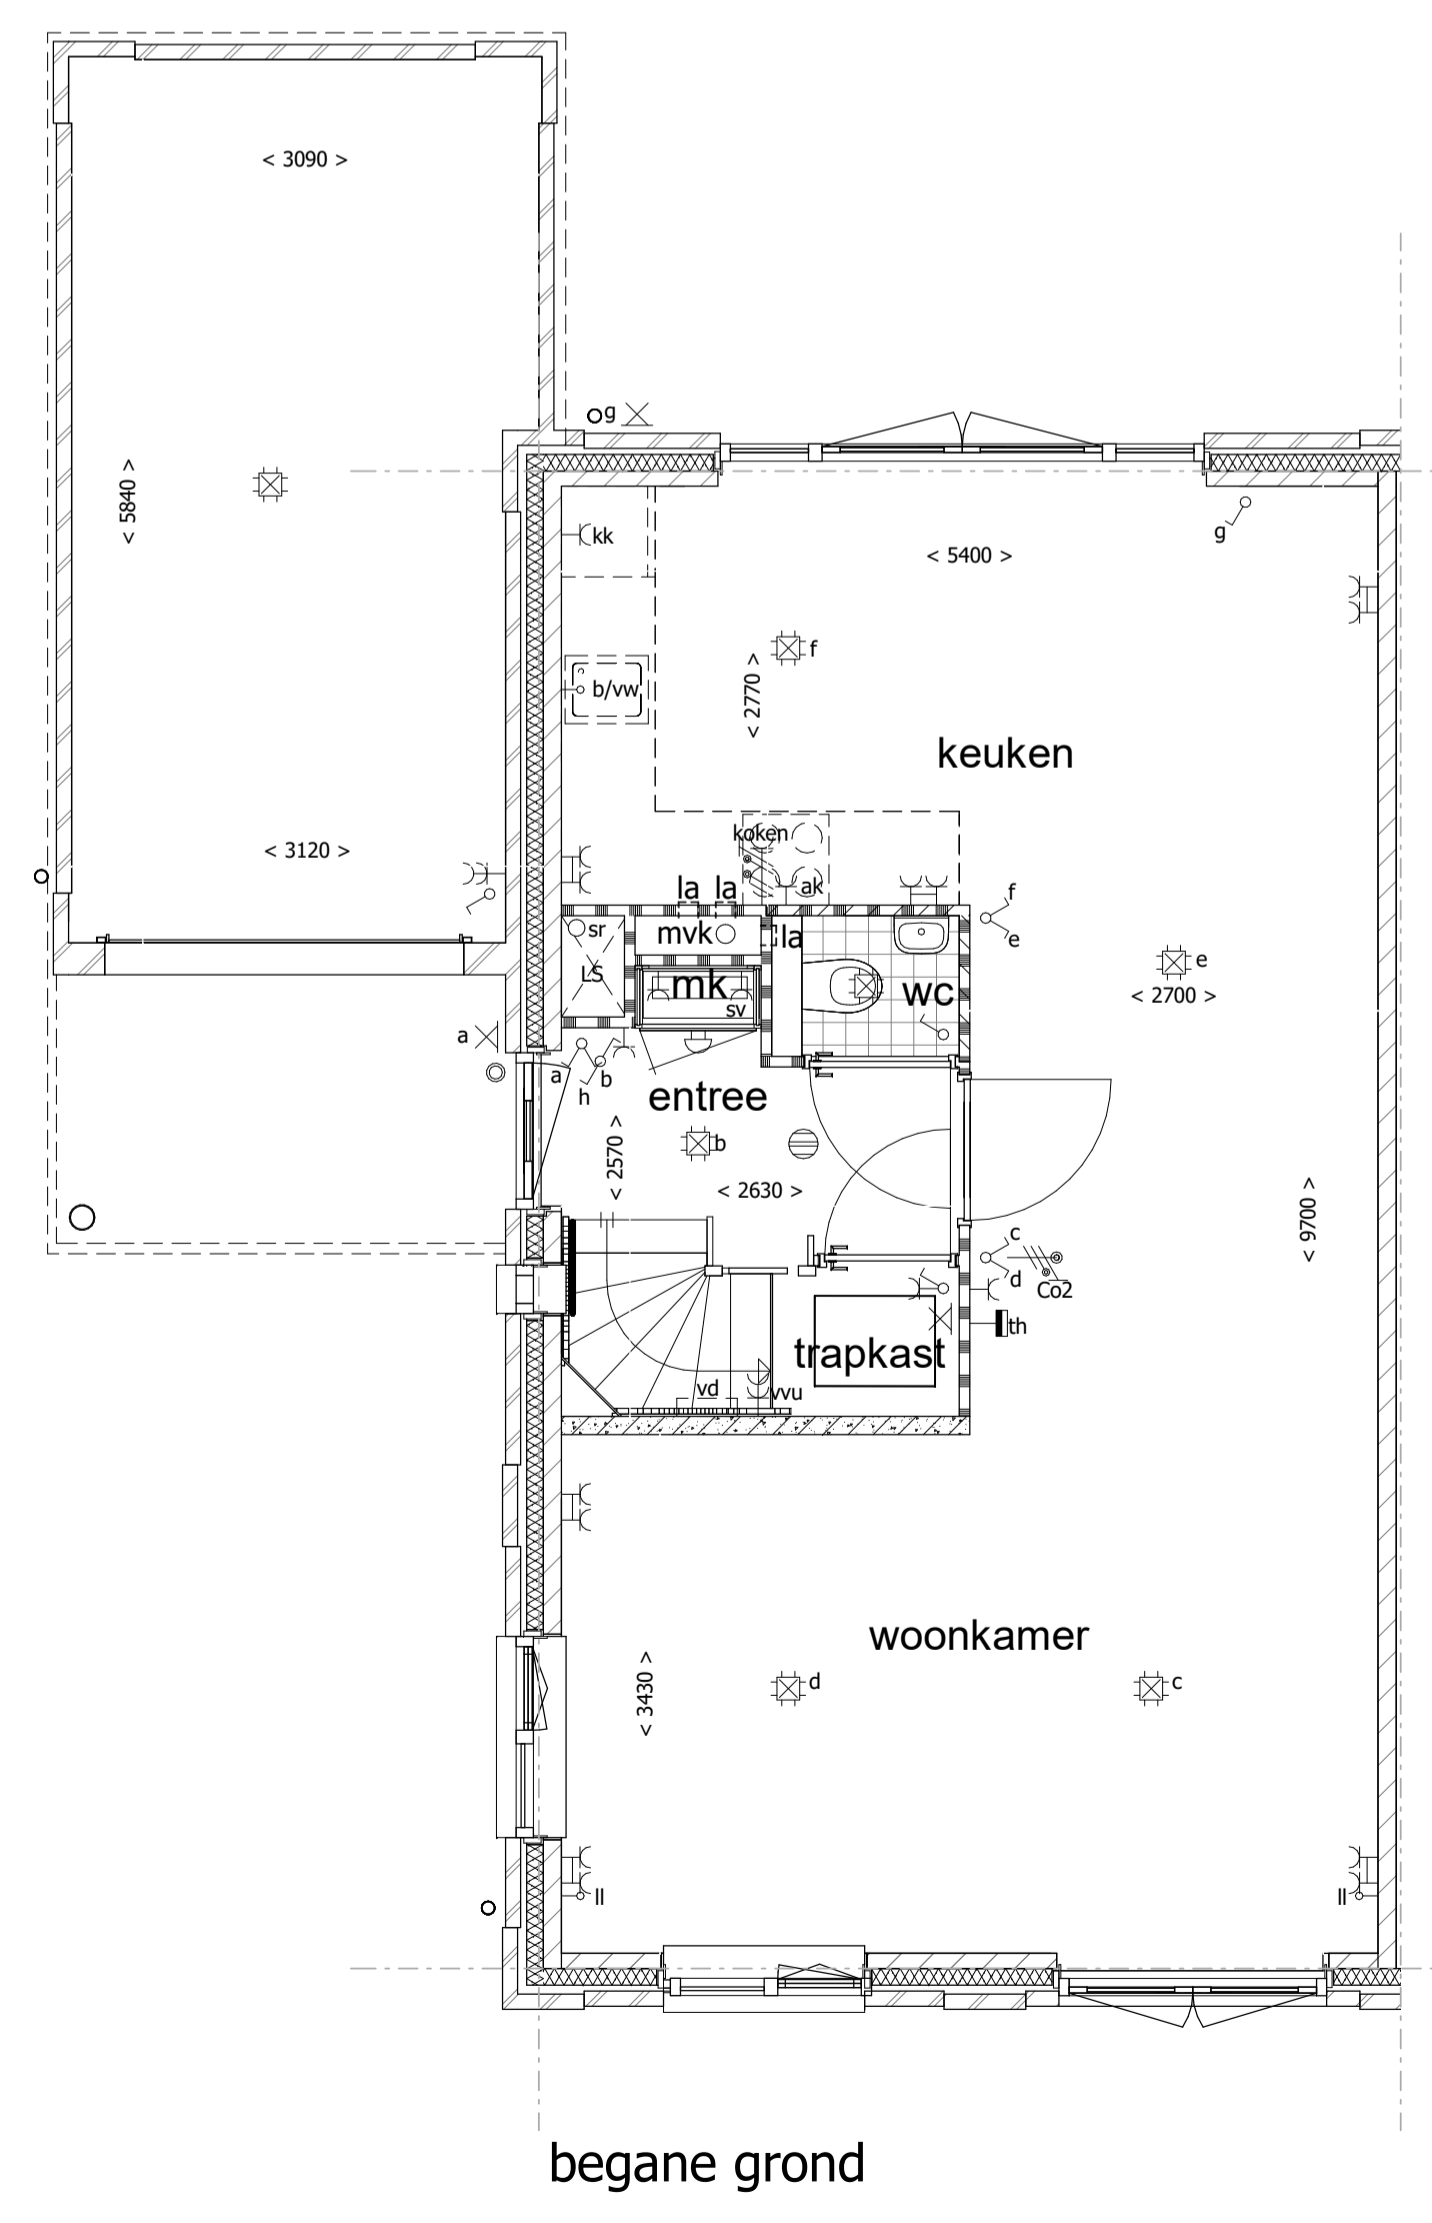 < 3090 >
g
< 5840 >
kk
< 5400 >
g
f
b/vw
< 2770 >
keuken
< 3120 >
koken
la la ak
f
sr mvk la
e
e
LS mk wc
< 2700 >
sv
a
a b
h
entree
b
< 2570 >
< 2630 >
< 9700 >
c
d
Co2
th
trapkast
vd vvu
woonkamer
d c
< 3430 >
ll ll
begane grond